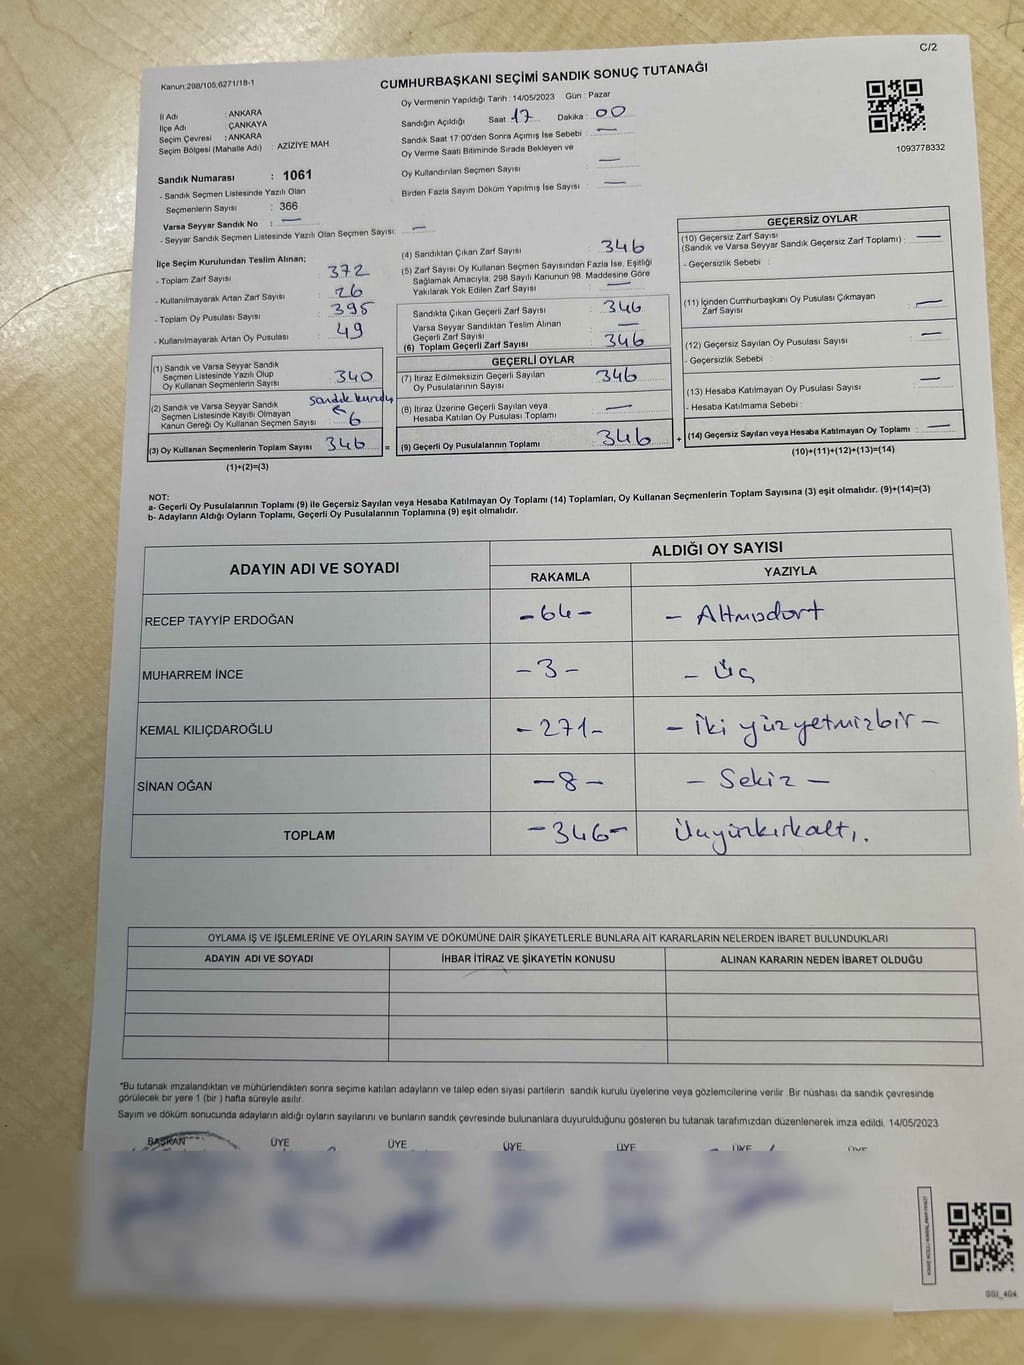 C/2
Kanun;298/105;6271/18-1
CUMHURBAŞKANI SEÇİMİ SANDIK SONUÇ TUTANAĞI
Oy Vermenin Yapıldığı Tarih : 14/05/2023 Gün : Pazar
İl Adı : ANKARA
İlçe Adı : ÇANKAYA
Seçim Çevresi : ANKARA
Seçim Bölgesi (Mahalle Adı) : AZİZİYE MAH.
Sandığın Açıldığı Saat : 17 Dakika : 00
Sandık Saat 17:00'den Sonra Açılmış İse Sebebi : —
Oy Verme Saati Bitiminde Sırada Bekleyen ve
Oy Kullandırılan Seçmen Sayısı : —
Birden Fazla Sayım Döküm Yapılmış İse Sayısı : —
1093778332
Sandık Numarası : 1061
- Sandık Seçmen Listesinde Yazılı Olan
Seçmenlerin Sayısı : 366
Varsa Seyyar Sandık No : —
- Seyyar Sandık Seçmen Listesinde Yazılı Olan Seçmen Sayısı: —
İlçe Seçim Kurulundan Teslim Alınan;
- Toplam Zarf Sayısı : 372
- Kullanılmayarak Artan Zarf Sayısı : 26
- Toplam Oy Pusulası Sayısı : 395
- Kullanılmayarak Artan Oy Pusulası : 49
(1) Sandık ve Varsa Seyyar Sandık
Seçmen Listesinde Yazılı Olup
Oy Kullanan Seçmenlerin Sayısı : 340
sandık kurulu
(2) Sandık ve Varsa Seyyar Sandık
Seçmen Listesinde Kayıtlı Olmayan
Kanun Gereği Oy Kullanan Seçmen Sayısı : 6
(3) Oy Kullanan Seçmenlerin Toplam Sayısı : 346 =
(1)+(2)=(3)
(4) Sandıktan Çıkan Zarf Sayısı : 346
(5) Zarf Sayısı Oy Kullanan Seçmen Sayısından Fazla İse, Eşitliği
Sağlamak Amacıyla; 298 Sayılı Kanunun 98. Maddesine Göre
Yakılarak Yok Edilen Zarf Sayısı : —
Sandıkta Çıkan Geçerli Zarf Sayısı : 346
Varsa Seyyar Sandıktan Teslim Alınan
Geçerli Zarf Sayısı : —
(6) Toplam Geçerli Zarf Sayısı : 346
GEÇERLİ OYLAR
(7) İtiraz Edilmeksizin Geçerli Sayılan
Oy Pusulalarının Sayısı : 346
(8) İtiraz Üzerine Geçerli Sayılan veya
Hesaba Katılan Oy Pusulası Toplamı : —
(9) Geçerli Oy Pusulalarının Toplamı : 346 +
GEÇERSİZ OYLAR
(10) Geçersiz Zarf Sayısı
(Sandık ve Varsa Seyyar Sandık Geçersiz Zarf Toplamı) : —
- Geçersizlik Sebebi :
(11) İçinden Cumhurbaşkanı Oy Pusulası Çıkmayan
Zarf Sayısı : —
(12) Geçersiz Sayılan Oy Pusulası Sayısı : —
- Geçersizlik Sebebi :
(13) Hesaba Katılmayan Oy Pusulası Sayısı : —
- Hesaba Katılmama Sebebi :
(14) Geçersiz Sayılan veya Hesaba Katılmayan Oy Toplamı : —
(10)+(11)+(12)+(13)=(14)
NOT:
a- Geçerli Oy Pusulalarının Toplamı (9) ile Geçersiz Sayılan veya Hesaba Katılmayan Oy Toplamı (14) Toplamları, Oy Kullanan Seçmenlerin Toplam Sayısına (3) eşit olmalıdır. (9)+(14)=(3)
b- Adayların Aldığı Oyların Toplamı, Geçerli Oy Pusulalarının Toplamına (9) eşit olmalıdır.
ADAYIN ADI VE SOYADI
ALDIĞI OY SAYISI
RAKAMLA YAZIYLA
RECEP TAYYİP ERDOĞAN -64- - Altmışdört
MUHARREM İNCE -3- - Üç
KEMAL KILIÇDAROĞLU -271- - İki yüzyetmişbir -
SİNAN OĞAN -8- - Sekiz -
TOPLAM -346- Üçyüzkırkaltı.
OYLAMA İŞ VE İŞLEMLERİNE VE OYLARIN SAYIM VE DÖKÜMÜNE DAİR ŞİKAYETLERLE BUNLARA AİT KARARLARIN NELERDEN İBARET BULUNDUKLARI
ADAYIN ADI VE SOYADI İHBAR İTİRAZ VE ŞİKAYETİN KONUSU ALINAN KARARIN NEDEN İBARET OLDUĞU
*Bu tutanak imzalandıktan ve mühürlendikten sonra seçime katılan adayların ve talep eden siyasi partilerin sandık kurulu üyelerine veya gözlemcilerine verilir. Bir nüshası da sandık çevresinde
görülecek bir yere 1 (bir ) hafta süreyle asılır.
Sayım ve döküm sonucunda adayların aldığı oyların sayılarını ve bunların sandık çevresinde bulunanlara duyurulduğunu gösteren bu tutanak tarafımızdan düzenlenerek imza edildi. 14/05/2023
BAŞKAN ÜYE ÜYE ÜYE ÜYE ÜYE ÜYE
SSI_404